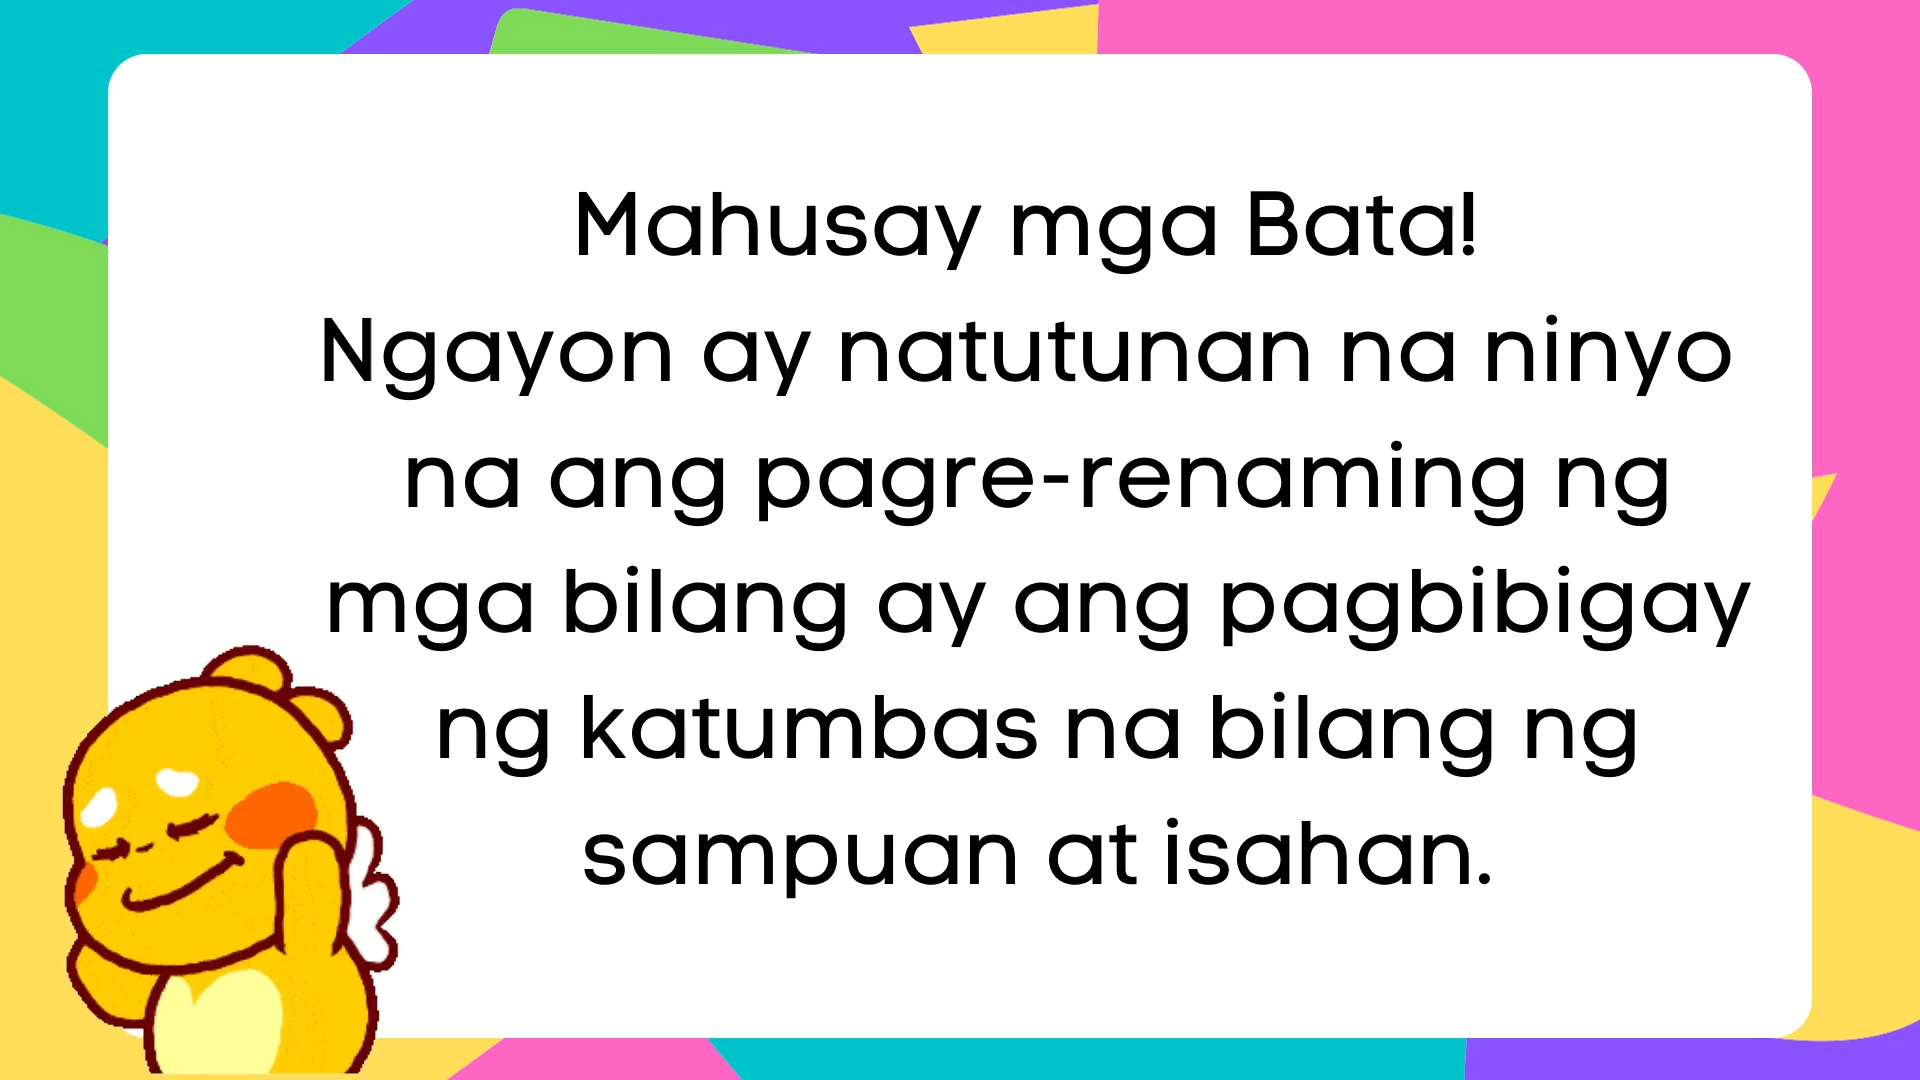 Mahusay mga Bata!
Ngayon ay natutunan na ninyo
na ang pagre-renaming ng
mga bilang ay ang pagbibigay
ng katumbas na bilang ng
sampuan at isahan.